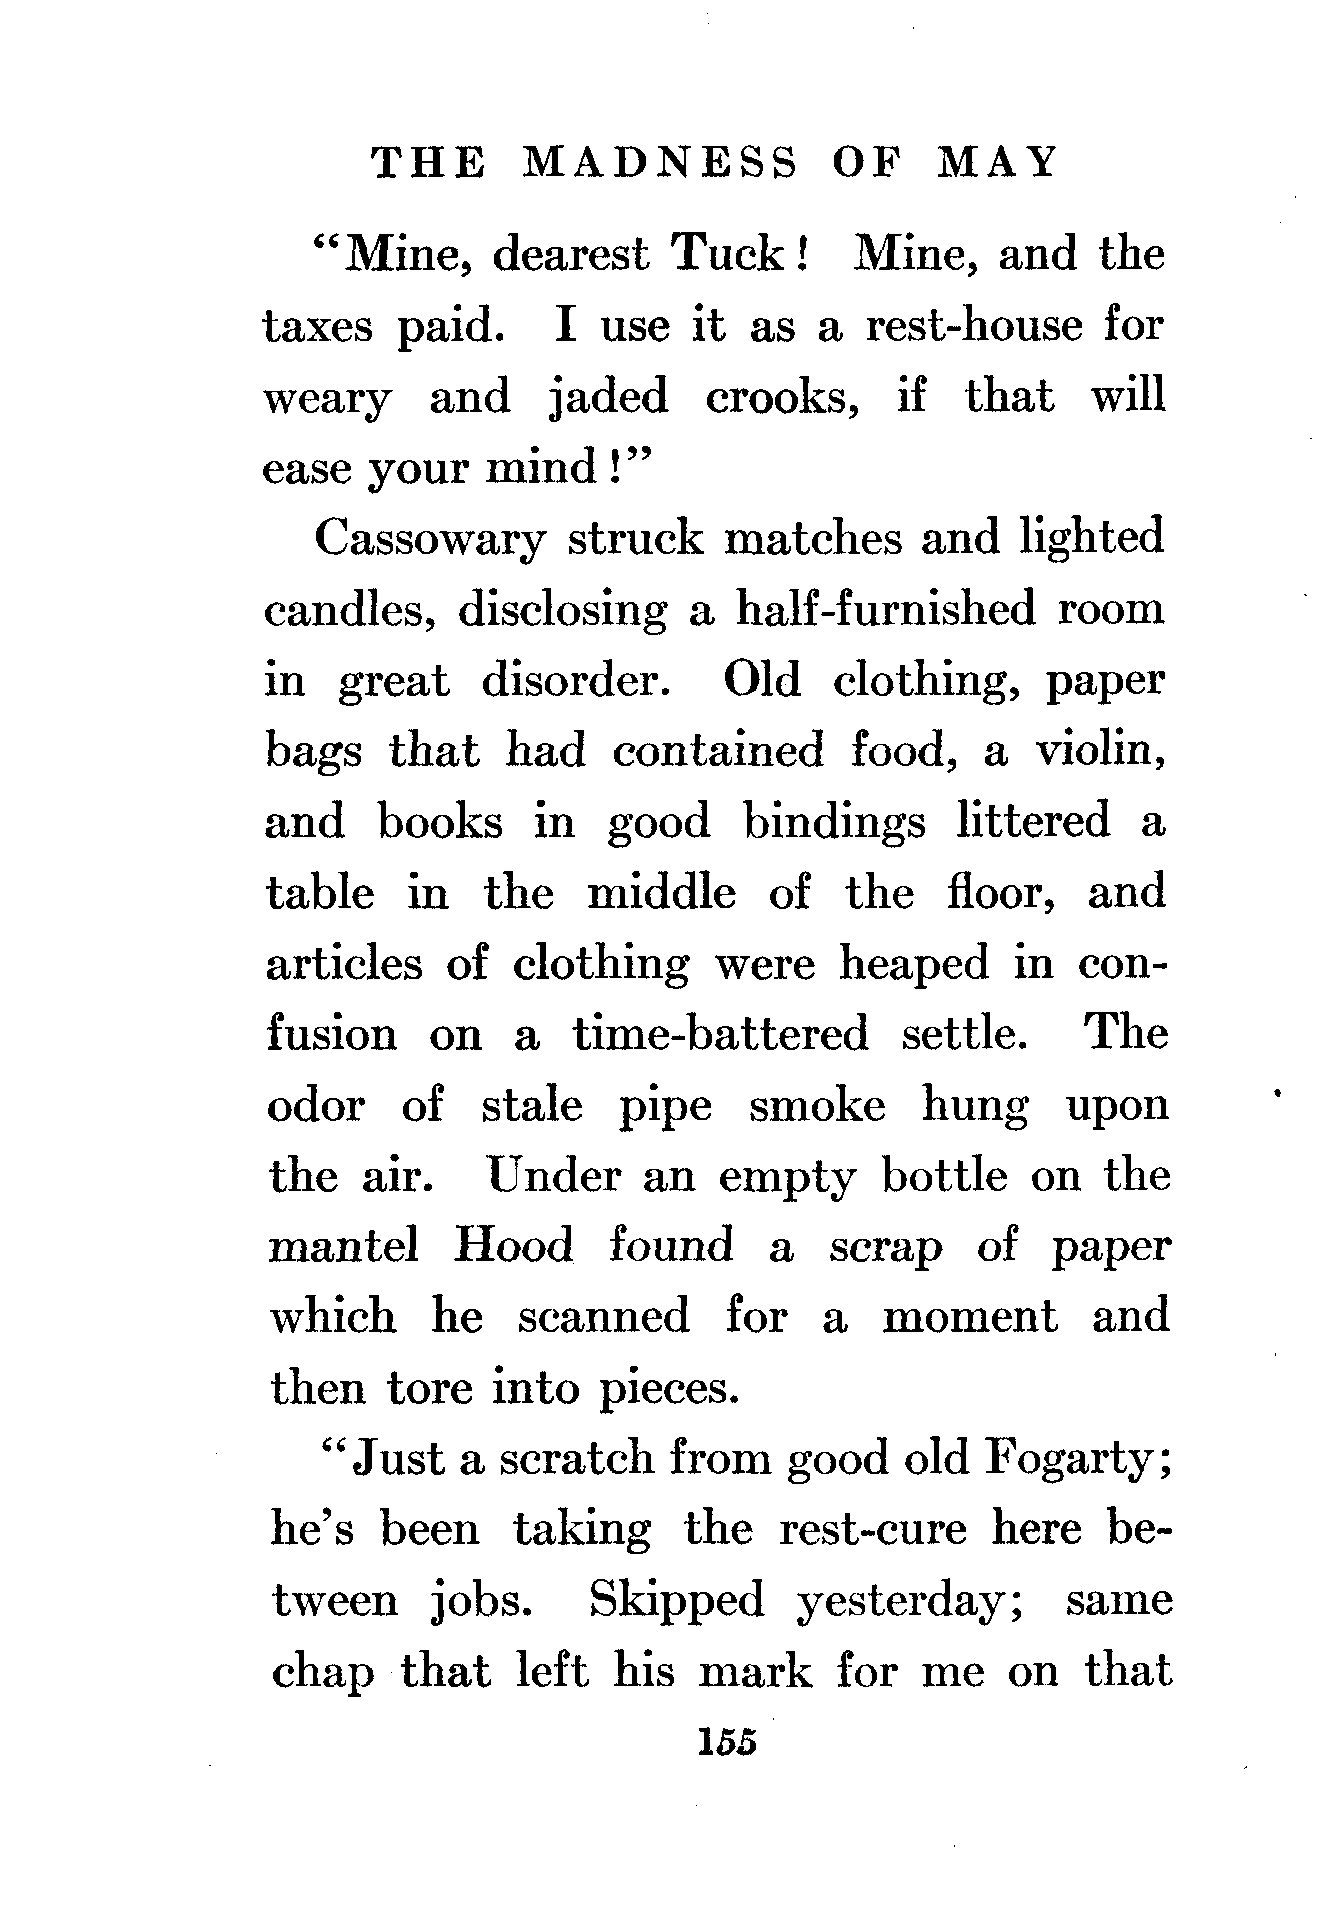 THE MADNESS OF MAY
“Mine, dearest Tuck! Mine, and the
taxes paid. I use it as a rest-house for
weary and jaded crooks, if that will
ease your mind!”
Cassowary struck matches and lighted
candles, disclosing a half-furnished room
in great disorder. Old clothing, paper
bags that had contained food, a violin,
and books in good bindings littered a
table in the middle of the floor, and
articles of clothing were heaped in con-
fusion on a time-battered settle. The
odor of stale pipe smoke hung upon
the air. Under an empty bottle on the
mantel Hood found a scrap of paper
which he scanned for a moment and
then tore into pieces.
“Just a scratch from good old Fogarty;
he’s been taking the rest-cure here be-
tween jobs. Skipped yesterday; same
chap that left his mark for me on that
155